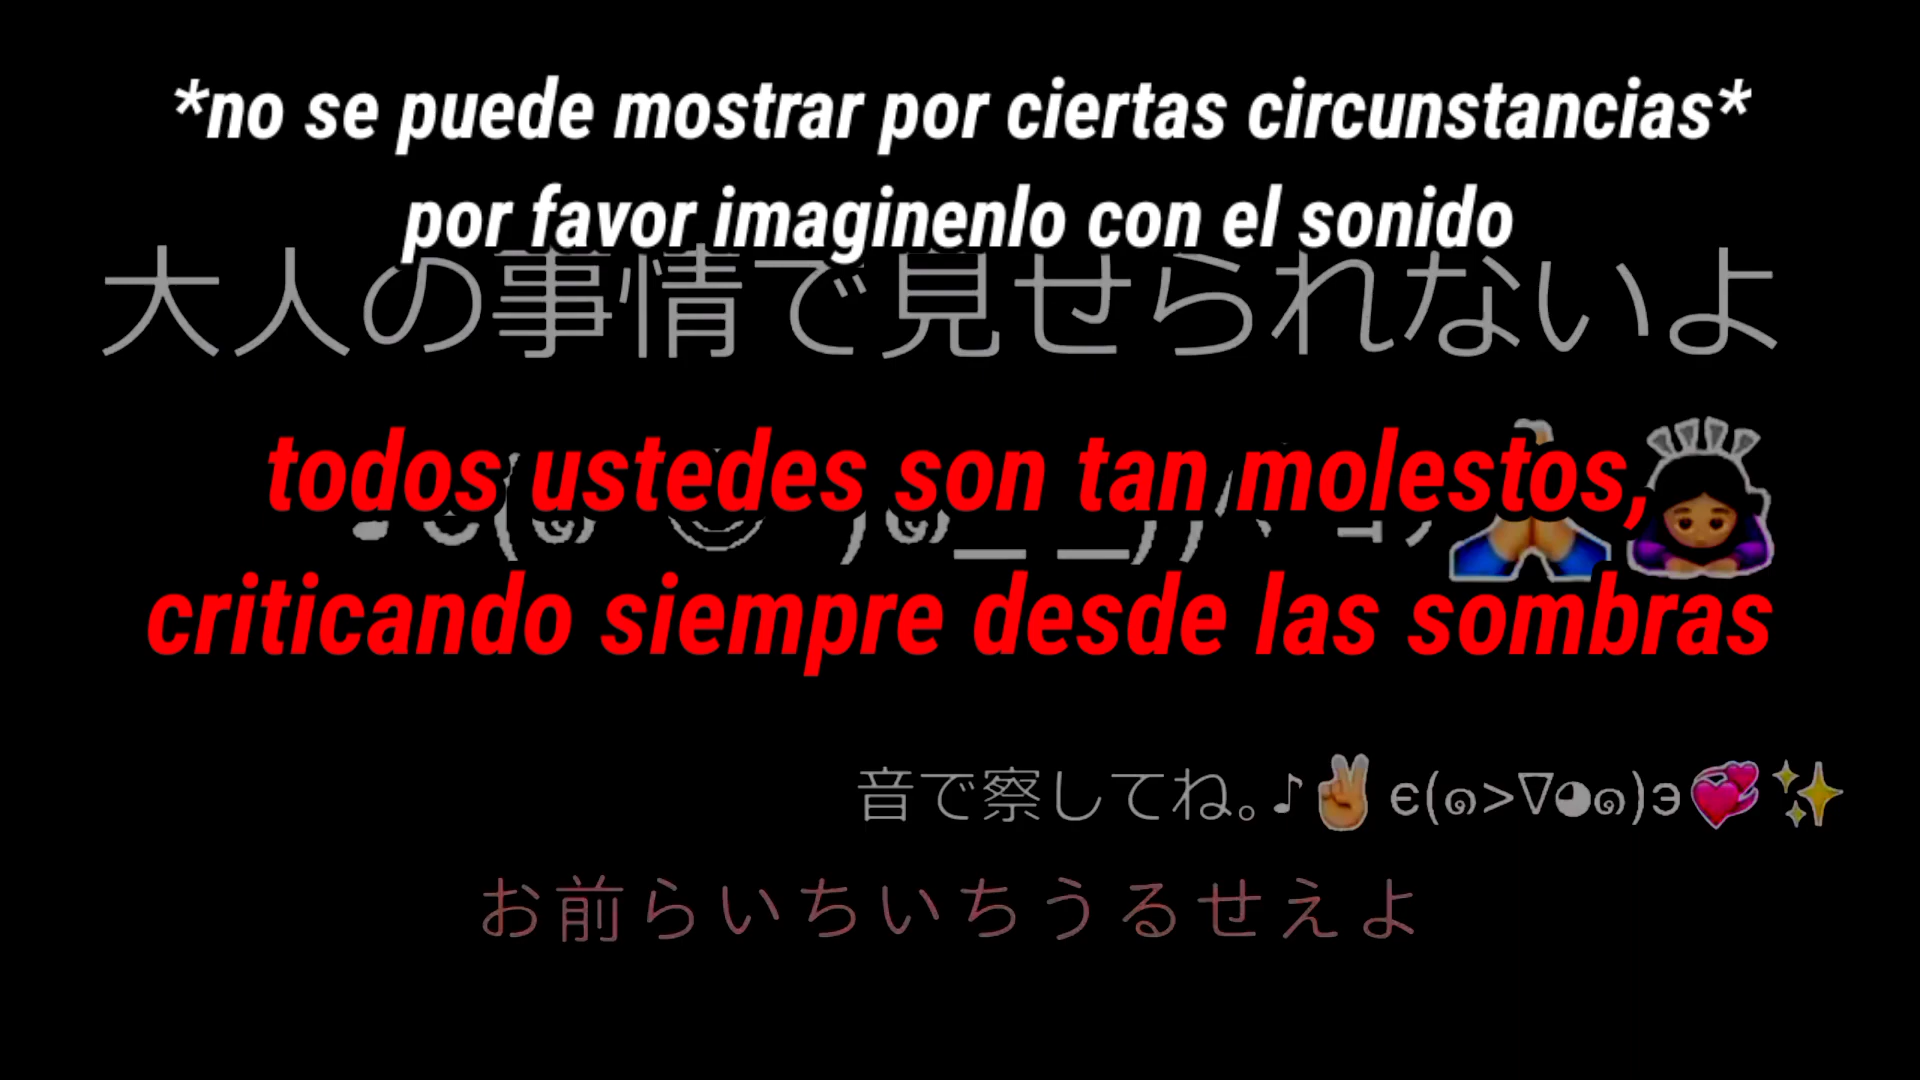 *no se puede mostrar por ciertas circunstancias*
por favor imaginenlo con el sonido
大人の事情で見せられないよ
todos ustedes son tan molestos,
criticando siempre desde las sombras
音で察してね。♪✌️ є(๑>∇◕๑)э💞✨
お前らいちいちうるせえよ